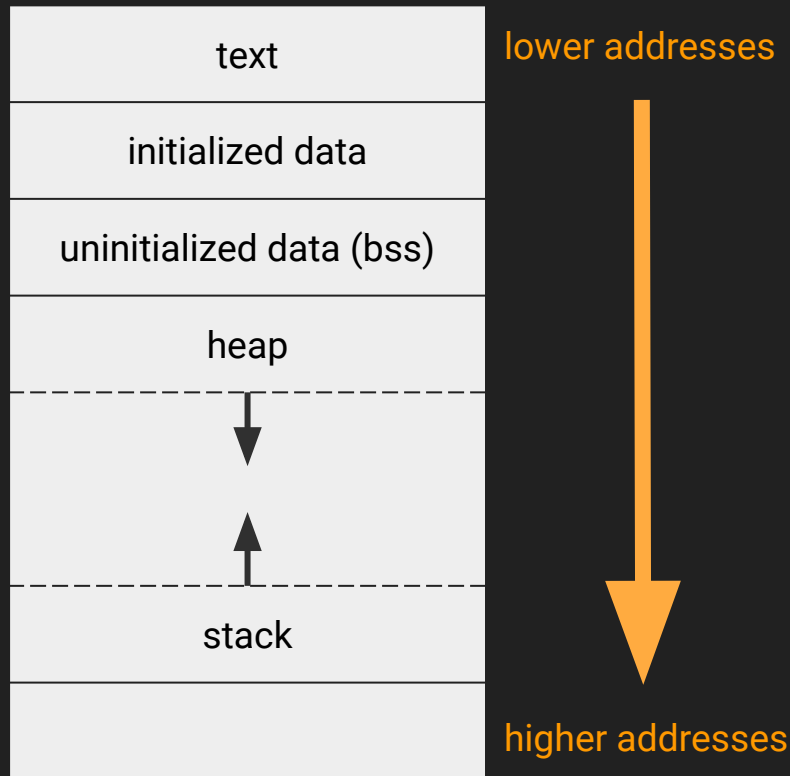 text
lower addresses
initialized data
uninitialized data (bss)
heap
stack
higher addresses